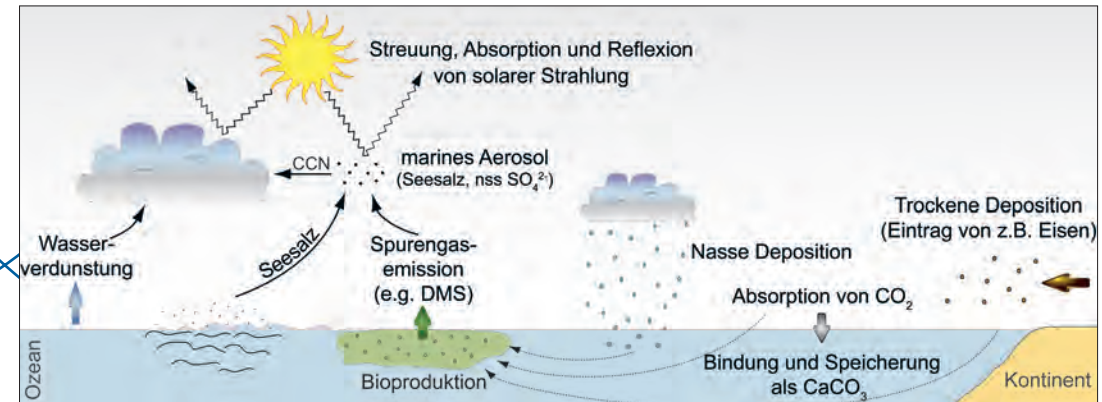 Streuung, Absorption und Reflexion
von solarer Strahlung
CCN
marines Aerosol
(Seesalz, nss SO₄²⁻)
Wasser-
verdunstung
Seesalz
Spurengas-
emission
(e.g. DMS)
Nasse Deposition
Trockene Deposition
(Eintrag von z.B. Eisen)
Absorption von CO₂
Bindung und Speicherung
als CaCO₃
Bioproduktion
Ozean
Kontinent